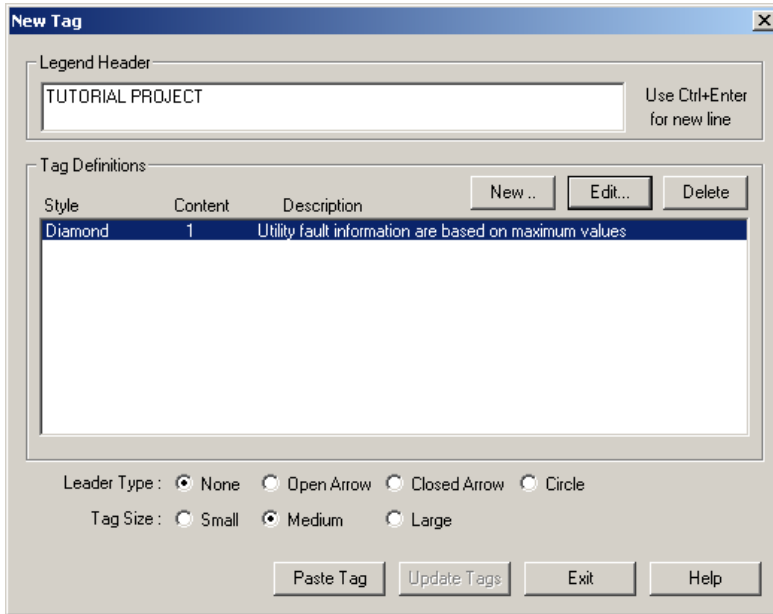 New Tag
Legend Header
TUTORIAL PROJECT
Use Ctrl+Enter
for new line
Tag Definitions
New .. Edit... Delete
Style Content Description
Diamond 1 Utility fault information are based on maximum values
Leader Type : None Open Arrow Closed Arrow Circle
Tag Size : Small Medium Large
Paste Tag Update Tags Exit Help